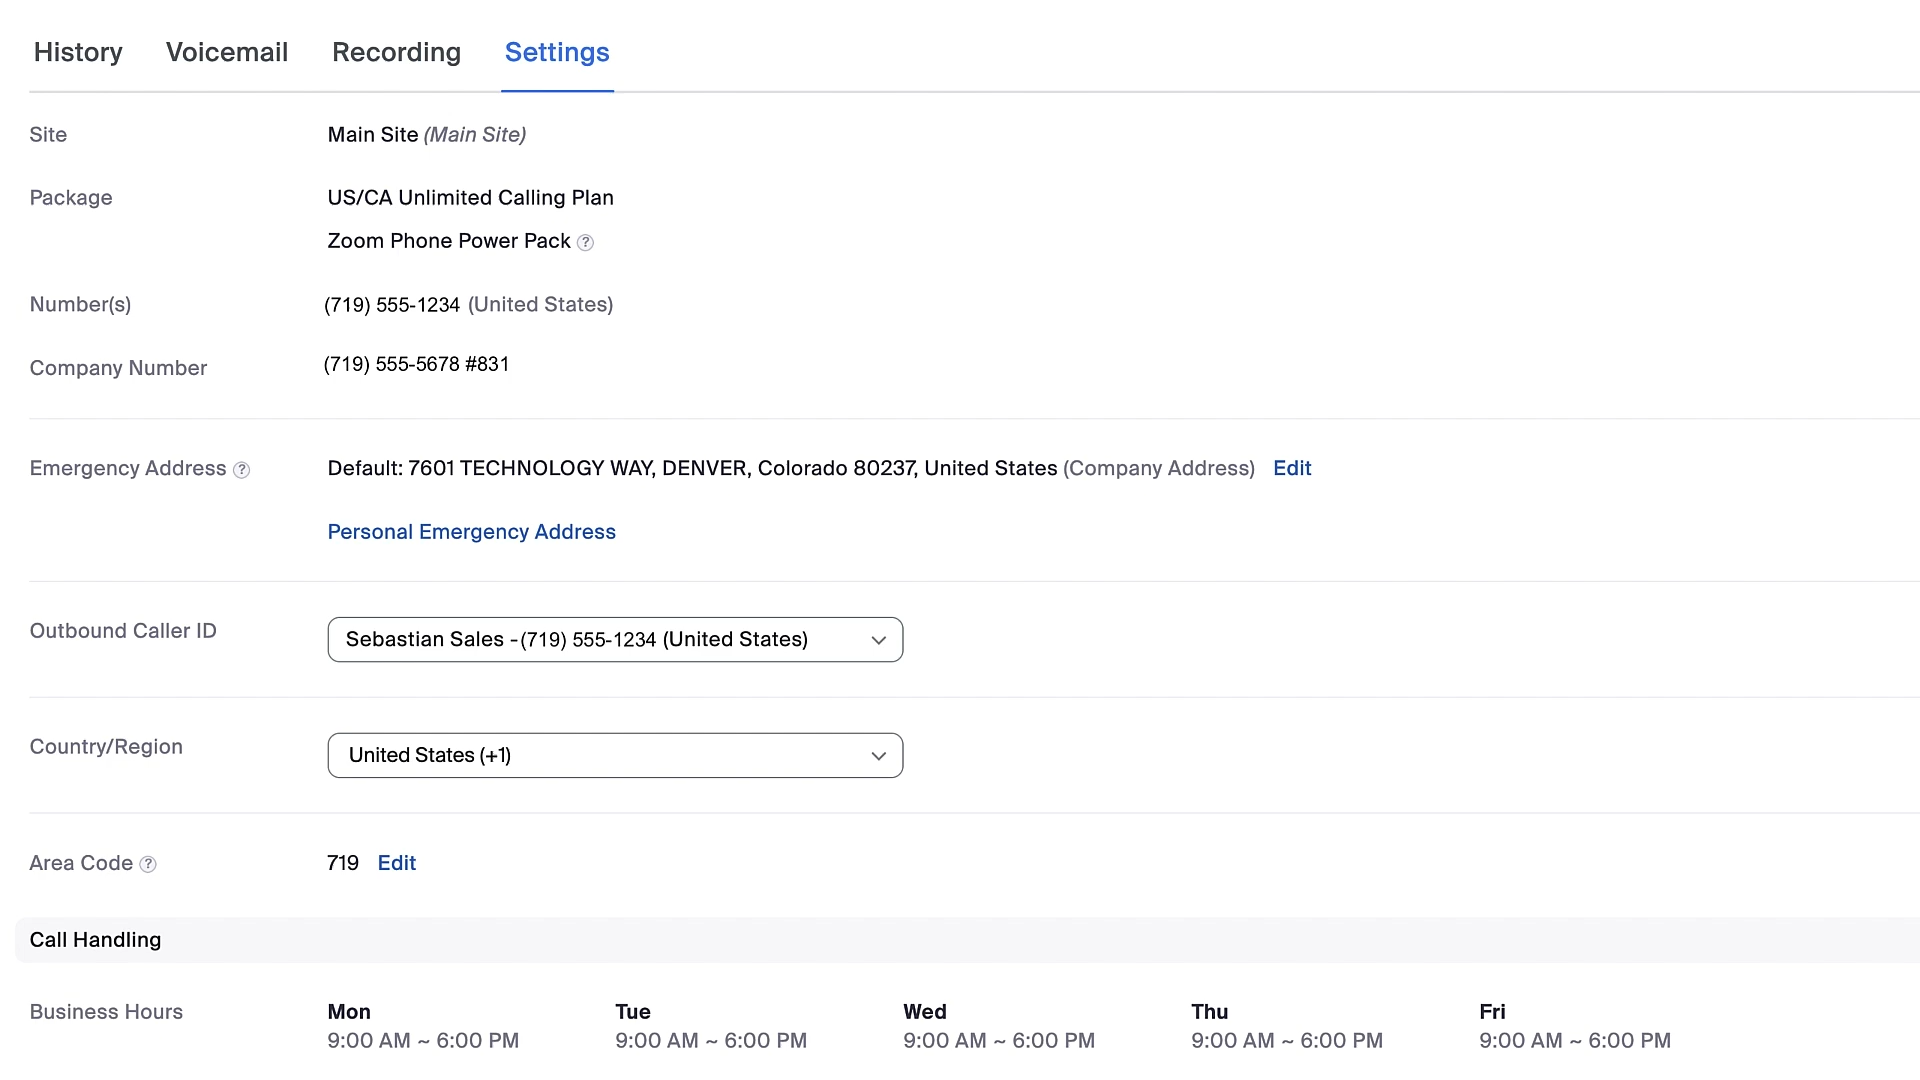 History Voicemail Recording Settings
Site Main Site (Main Site)
Package US/CA Unlimited Calling Plan
Zoom Phone Power Pack ?
Number(s) (719) 555-1234 (United States)
Company Number (719) 555-5678 #831
Emergency Address ? Default: 7601 TECHNOLOGY WAY, DENVER, Colorado 80237, United States (Company Address) Edit
Personal Emergency Address
Outbound Caller ID Sebastian Sales -(719) 555-1234 (United States)
Country/Region United States (+1)
Area Code ? 719 Edit
Call Handling
Business Hours Mon Tue Wed Thu Fri
9:00 AM ~ 6:00 PM 9:00 AM ~ 6:00 PM 9:00 AM ~ 6:00 PM 9:00 AM ~ 6:00 PM 9:00 AM ~ 6:00 PM